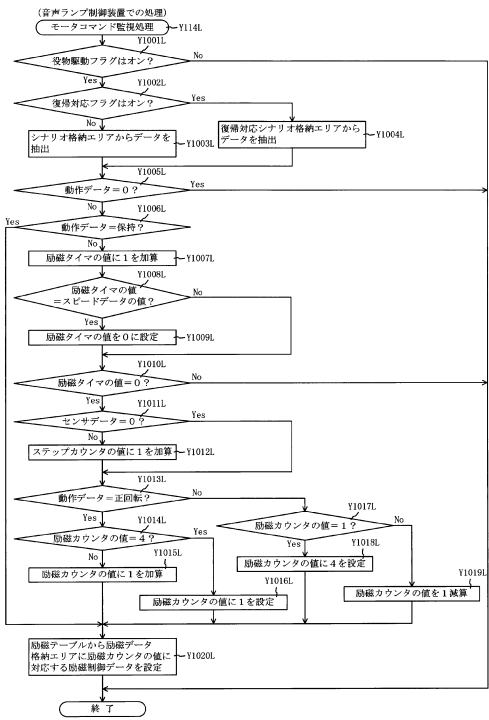 (音声ランプ制御装置での処理)
モータコマンド監視処理
Y114L
Y1001L
役物駆動フラグはオン?
No
Yes
Y1002L
復帰対応フラグはオン?
Yes
No
シナリオ格納エリアからデータを
抽出
Y1003L
復帰対応シナリオ格納エリアから
データを抽出
Y1004L
Y1005L
動作データ=0?
Yes
No
Y1006L
Yes
動作データ=保持?
No
励磁タイマの値に1を加算
Y1007L
Y1008L
励磁タイマの値
=スピードデータの値?
No
Yes
励磁タイマの値を0に設定
Y1009L
Y1010L
励磁タイマの値=0?
No
Yes
Y1011L
センサデータ=0?
Yes
No
ステップカウンタの値に1を加算
Y1012L
Y1013L
動作データ=正回転?
No
Yes
Y1014L
励磁カウンタの値=4?
Yes
No
Y1015L
励磁カウンタの値に1を加算
Y1016L
励磁カウンタの値に1を設定
Y1017L
励磁カウンタの値=1?
No
Yes
Y1018L
励磁カウンタの値に4を設定
Y1019L
励磁カウンタの値を1減算
励磁テーブルから励磁データ
格納エリアに励磁カウンタの値に
対応する励磁制御データを設定
Y1020L
終了